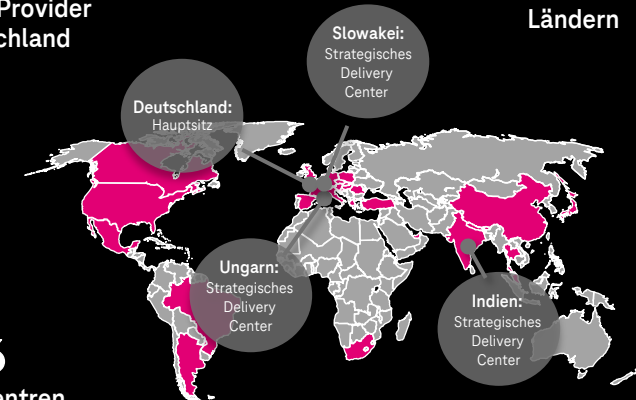 Provider
chland
Ländern
Slowakei:
Strategisches
Delivery
Center
Deutschland:
Hauptsitz
Ungarn:
Strategisches
Delivery
Center
Indien:
Strategisches
Delivery
Center
entren